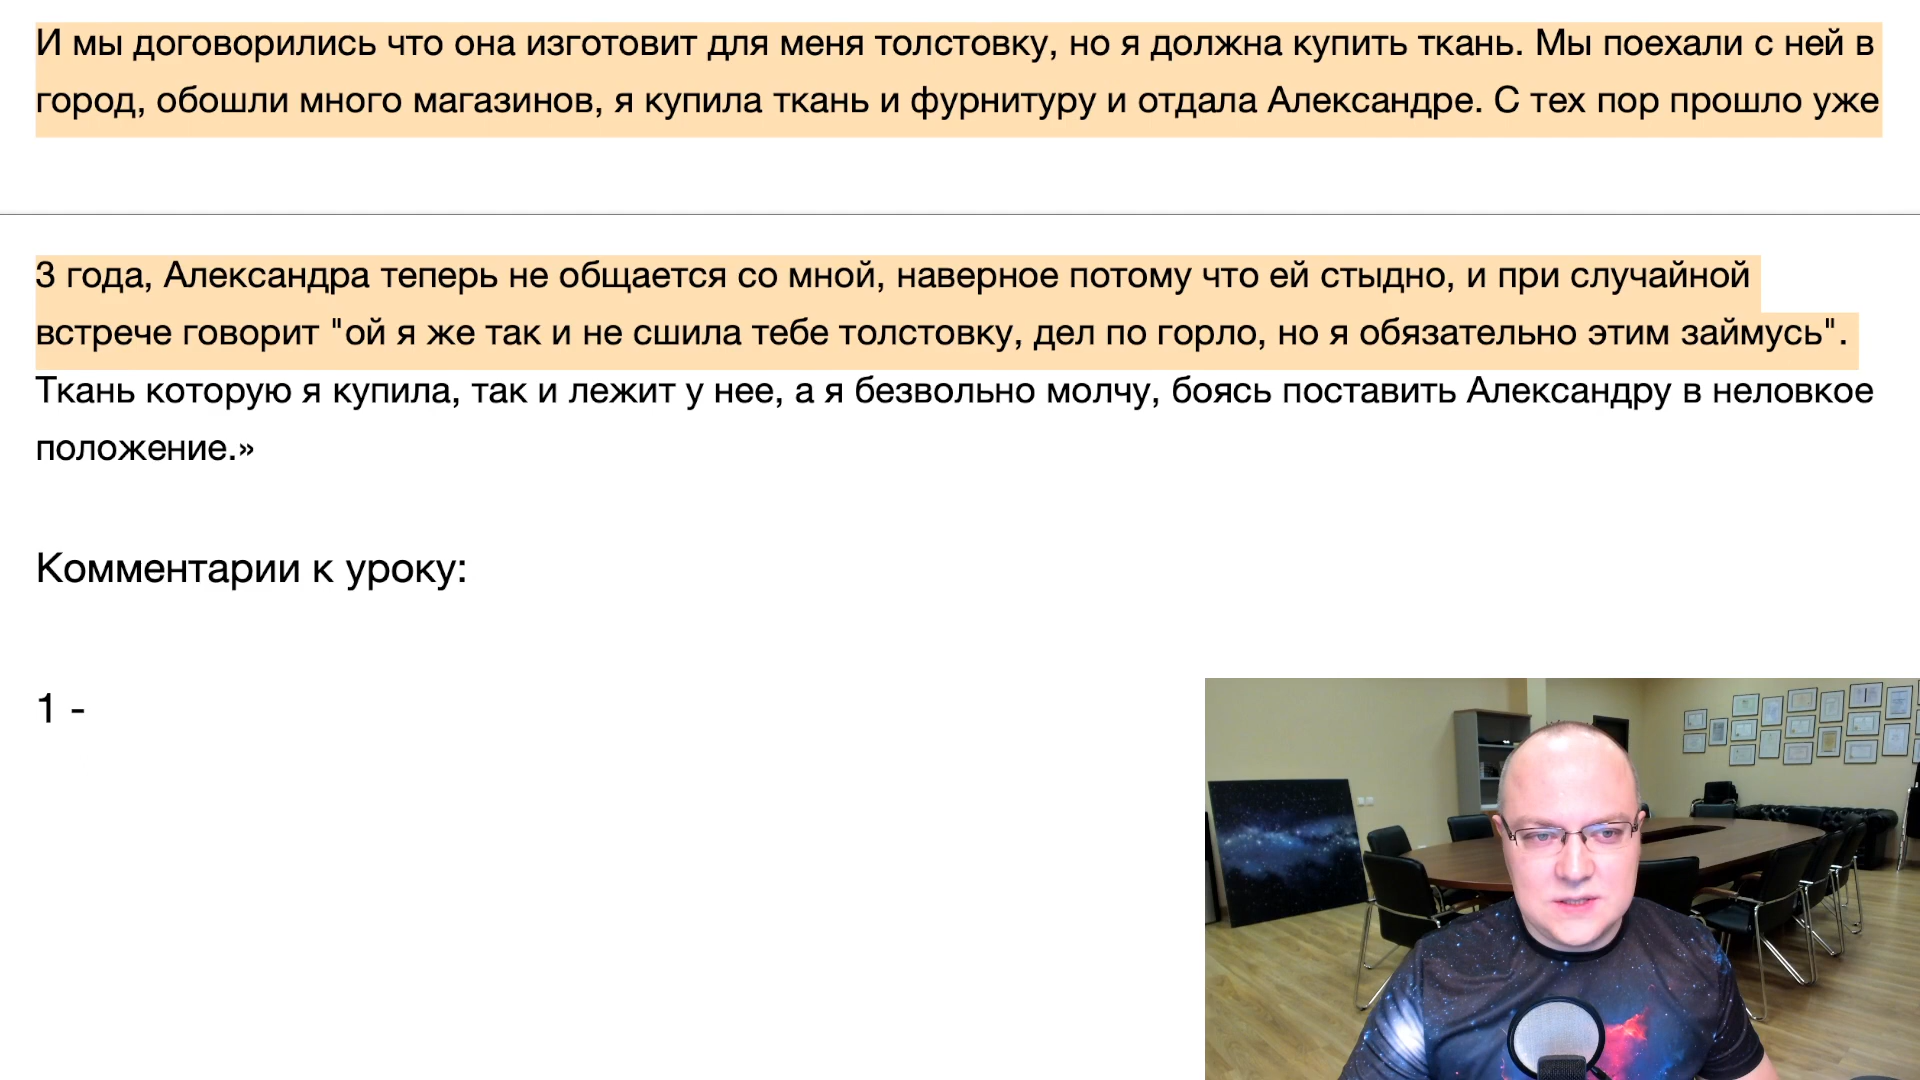 И мы договорились что она изготовит для меня толстовку, но я должна купить ткань. Мы поехали с ней в
город, обошли много магазинов, я купила ткань и фурнитуру и отдала Александре. С тех пор прошло уже
3 года, Александра теперь не общается со мной, наверное потому что ей стыдно, и при случайной
встрече говорит "ой я же так и не сшила тебе толстовку, дел по горло, но я обязательно этим займусь".
Ткань которую я купила, так и лежит у нее, а я безвольно молчу, боясь поставить Александру в неловкое
положение.»
Комментарии к уроку:
1 -